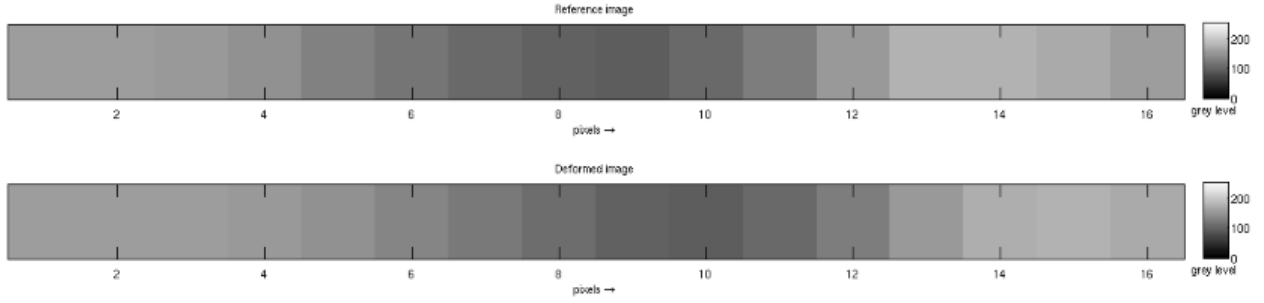 Reference image
200
100
0
grey level
2 4 6 8 10 12 14 16
pixels →
Deformed image
200
100
0
grey level
2 4 6 8 10 12 14 16
pixels →